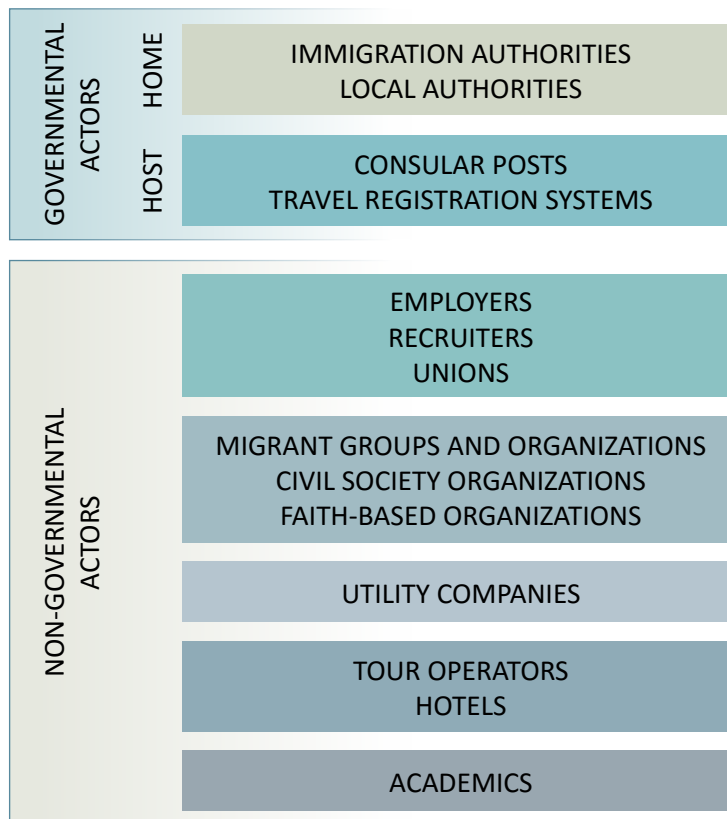 GOVERNMENTAL
ACTORS
HOME
IMMIGRATION AUTHORITIES
LOCAL AUTHORITIES
HOST
CONSULAR POSTS
TRAVEL REGISTRATION SYSTEMS
NON-GOVERNMENTAL
ACTORS
EMPLOYERS
RECRUITERS
UNIONS
MIGRANT GROUPS AND ORGANIZATIONS
CIVIL SOCIETY ORGANIZATIONS
FAITH-BASED ORGANIZATIONS
UTILITY COMPANIES
TOUR OPERATORS
HOTELS
ACADEMICS